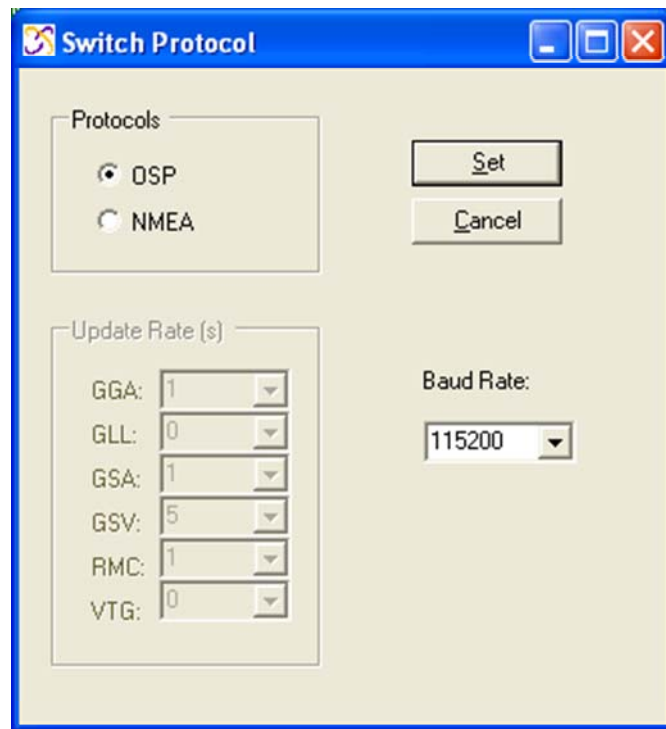 Switch Protocol
Protocols
OSP
NMEA
Set
Cancel
Update Rate (s)
GGA: 1
GLL: 0
GSA: 1
GSV: 5
RMC: 1
VTG: 0
Baud Rate:
115200